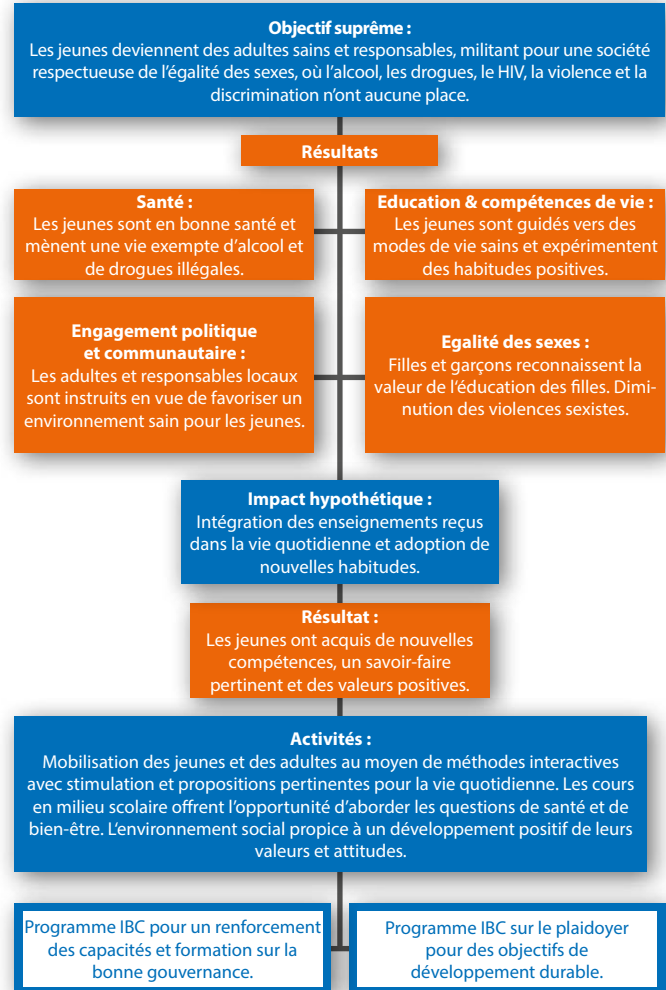 Objectif suprême :
Les jeunes deviennent des adultes sains et responsables, militant pour une société
respectueuse de l’égalité des sexes, où l’alcool, les drogues, le HIV, la violence et la
discrimination n’ont aucune place.
Résultats
Santé :
Les jeunes sont en bonne santé et
mènent une vie exempte d’alcool et
de drogues illégales.
Education & compétences de vie :
Les jeunes sont guidés vers des
modes de vie sains et expérimentent
des habitudes positives.
Engagement politique
et communautaire :
Les adultes et responsables locaux
sont instruits en vue de favoriser un
environnement sain pour les jeunes.
Egalité des sexes :
Filles et garçons reconnaissent la
valeur de l’éducation des filles. Dimi-
nution des violences sexistes.
Impact hypothétique :
Intégration des enseignements reçus
dans la vie quotidienne et adoption de
nouvelles habitudes.
Résultat :
Les jeunes ont acquis de nouvelles
compétences, un savoir-faire
pertinent et des valeurs positives.
Activités :
Mobilisation des jeunes et des adultes au moyen de méthodes interactives
avec stimulation et propositions pertinentes pour la vie quotidienne. Les cours
en milieu scolaire offrent l’opportunité d’aborder les questions de santé et de
bien-être. L’environnement social propice à un développement positif de leurs
valeurs et attitudes.
Programme IBC pour un renforcement
des capacités et formation sur la
bonne gouvernance.
Programme IBC sur le plaidoyer
pour des objectifs de
développement durable.